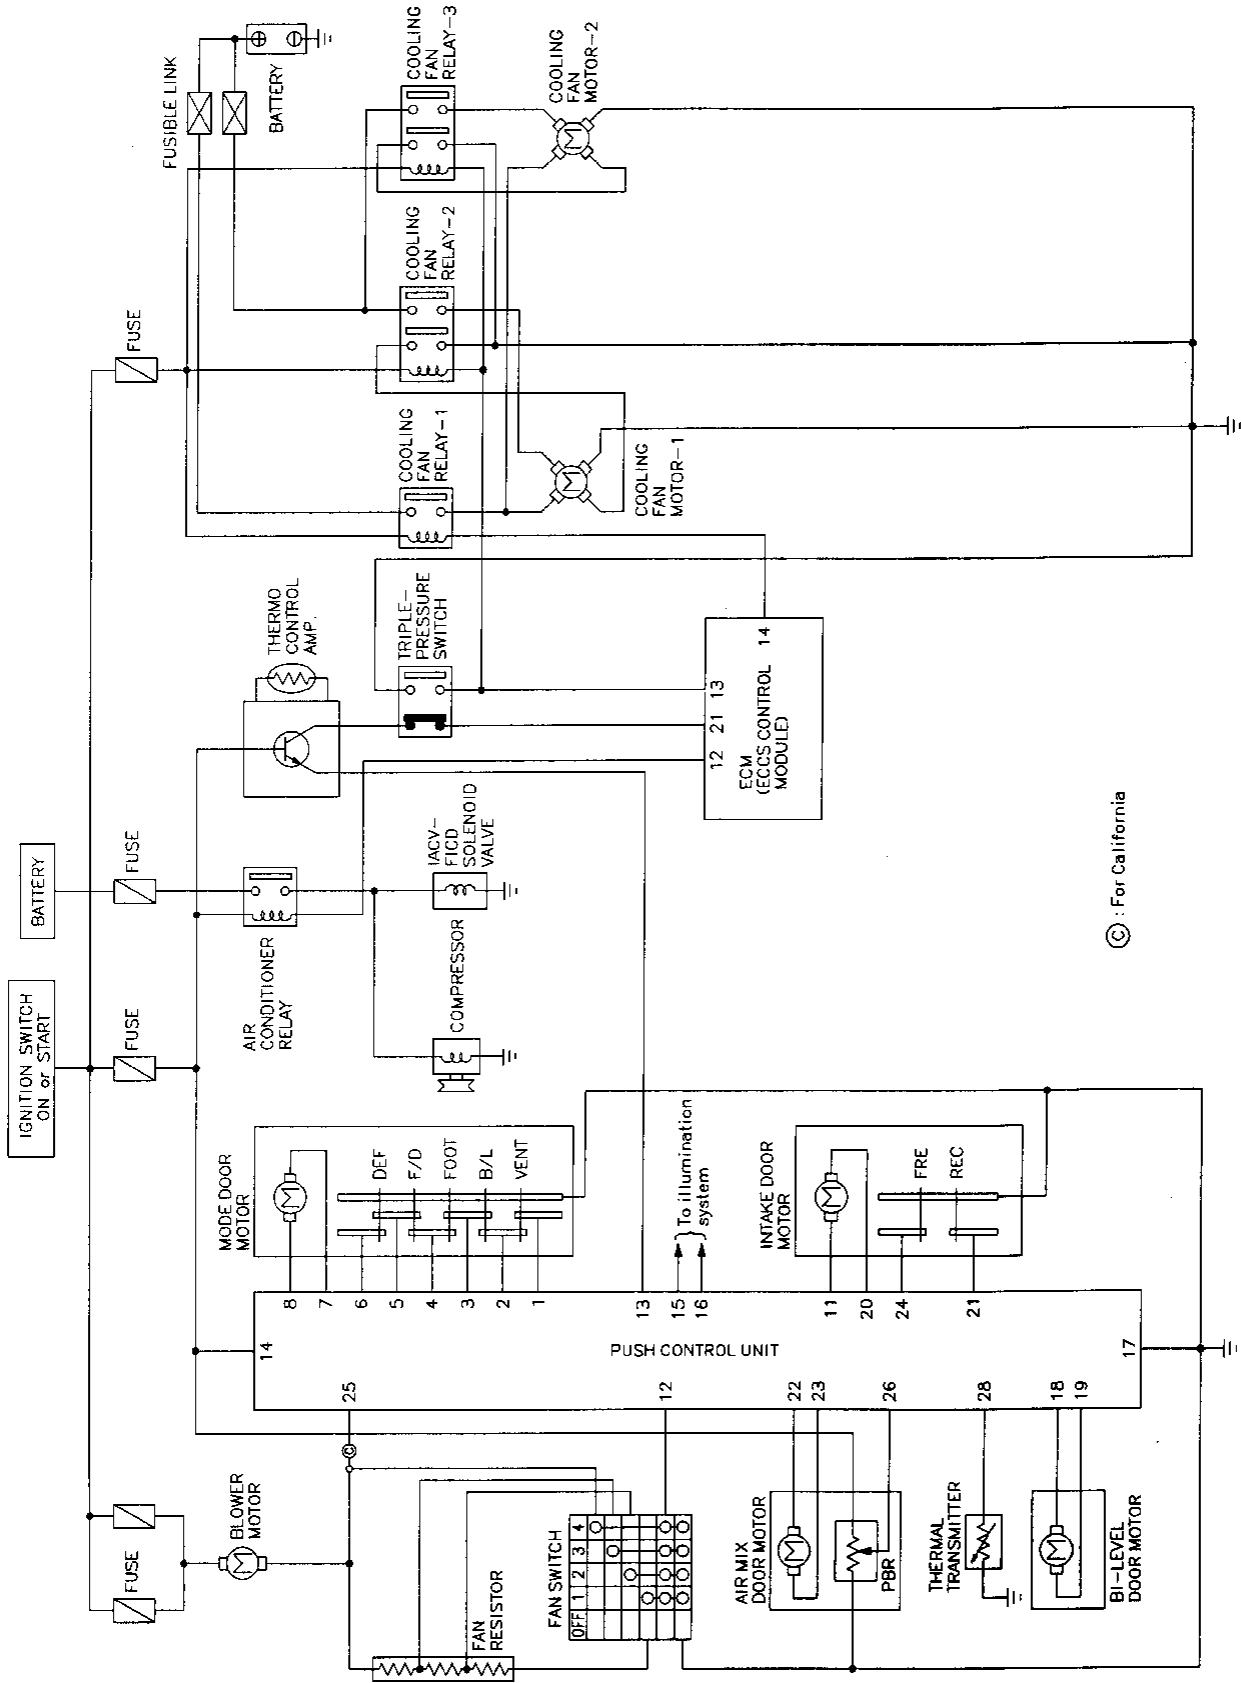 IGNITION SWITCH
ON or START
BATTERY
FUSE
FUSE
FUSE
FUSE
FUSIBLE LINK
BATTERY
BLOWER
MOTOR
FAN
RESISTOR
FAN SWITCH
OFF 1 2 3 4
C
AIR
CONDITIONER
RELAY
COMPRESSOR
IACV-
FICD
SOLENOID
VALVE
THERMO
CONTROL
AMP.
TRIPLE-
PRESSURE
SWITCH
COOLING
FAN
RELAY-1
COOLING
FAN
RELAY-2
COOLING
FAN
RELAY-3
COOLING
FAN
MOTOR-1
COOLING
FAN
MOTOR-2
M
M
M
12 21 13
14
ECM
(ECCS CONTROL
MODULE)
MODE DOOR
MOTOR
M
DEF
F/D
FOOT
B/L
VENT
To illumination
system
INTAKE DOOR
MOTOR
M
FRE
REC
14
8
7
6
5
4
3
2
1
13
15
16
11
20
24
21
17
PUSH CONTROL UNIT
25
12
22
23
26
28
18
19
AIR MIX
DOOR MOTOR
M
PBR
THERMAL
TRANSMITTER
M
BI-LEVEL
DOOR MOTOR
C : For California